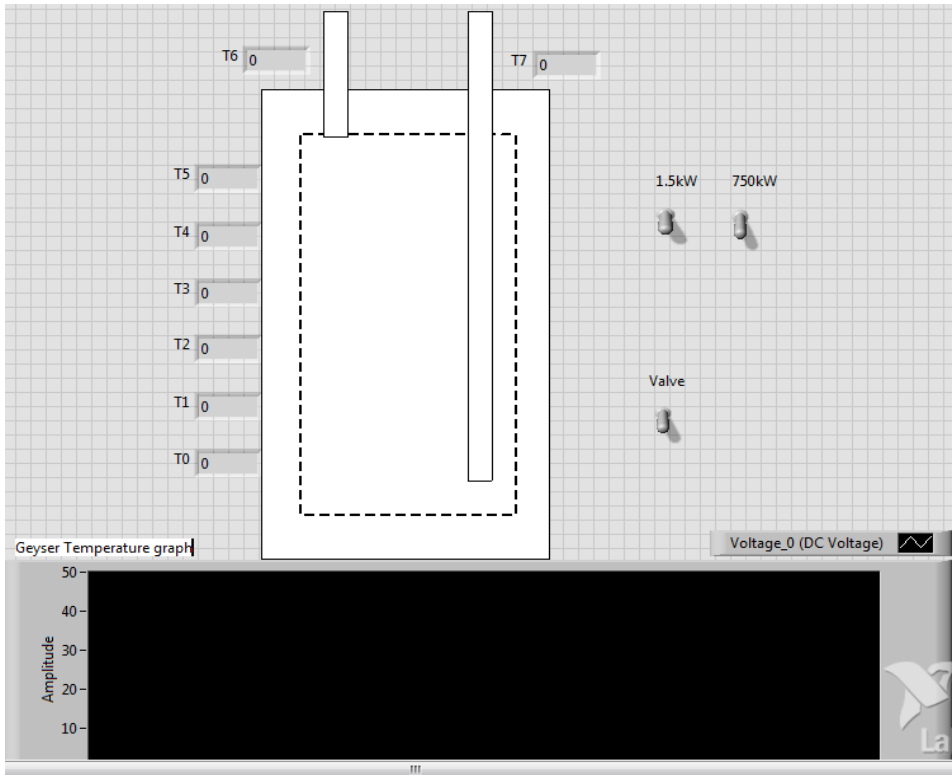 T6 0
T7 0
T5 0
1.5kW 750kW
T4 0
T3 0
T2 0
T1 0
Valve
T0 0
Geyser Temperature graph
Voltage_0 (DC Voltage)
50
40
30
20
10
Amplitude
La